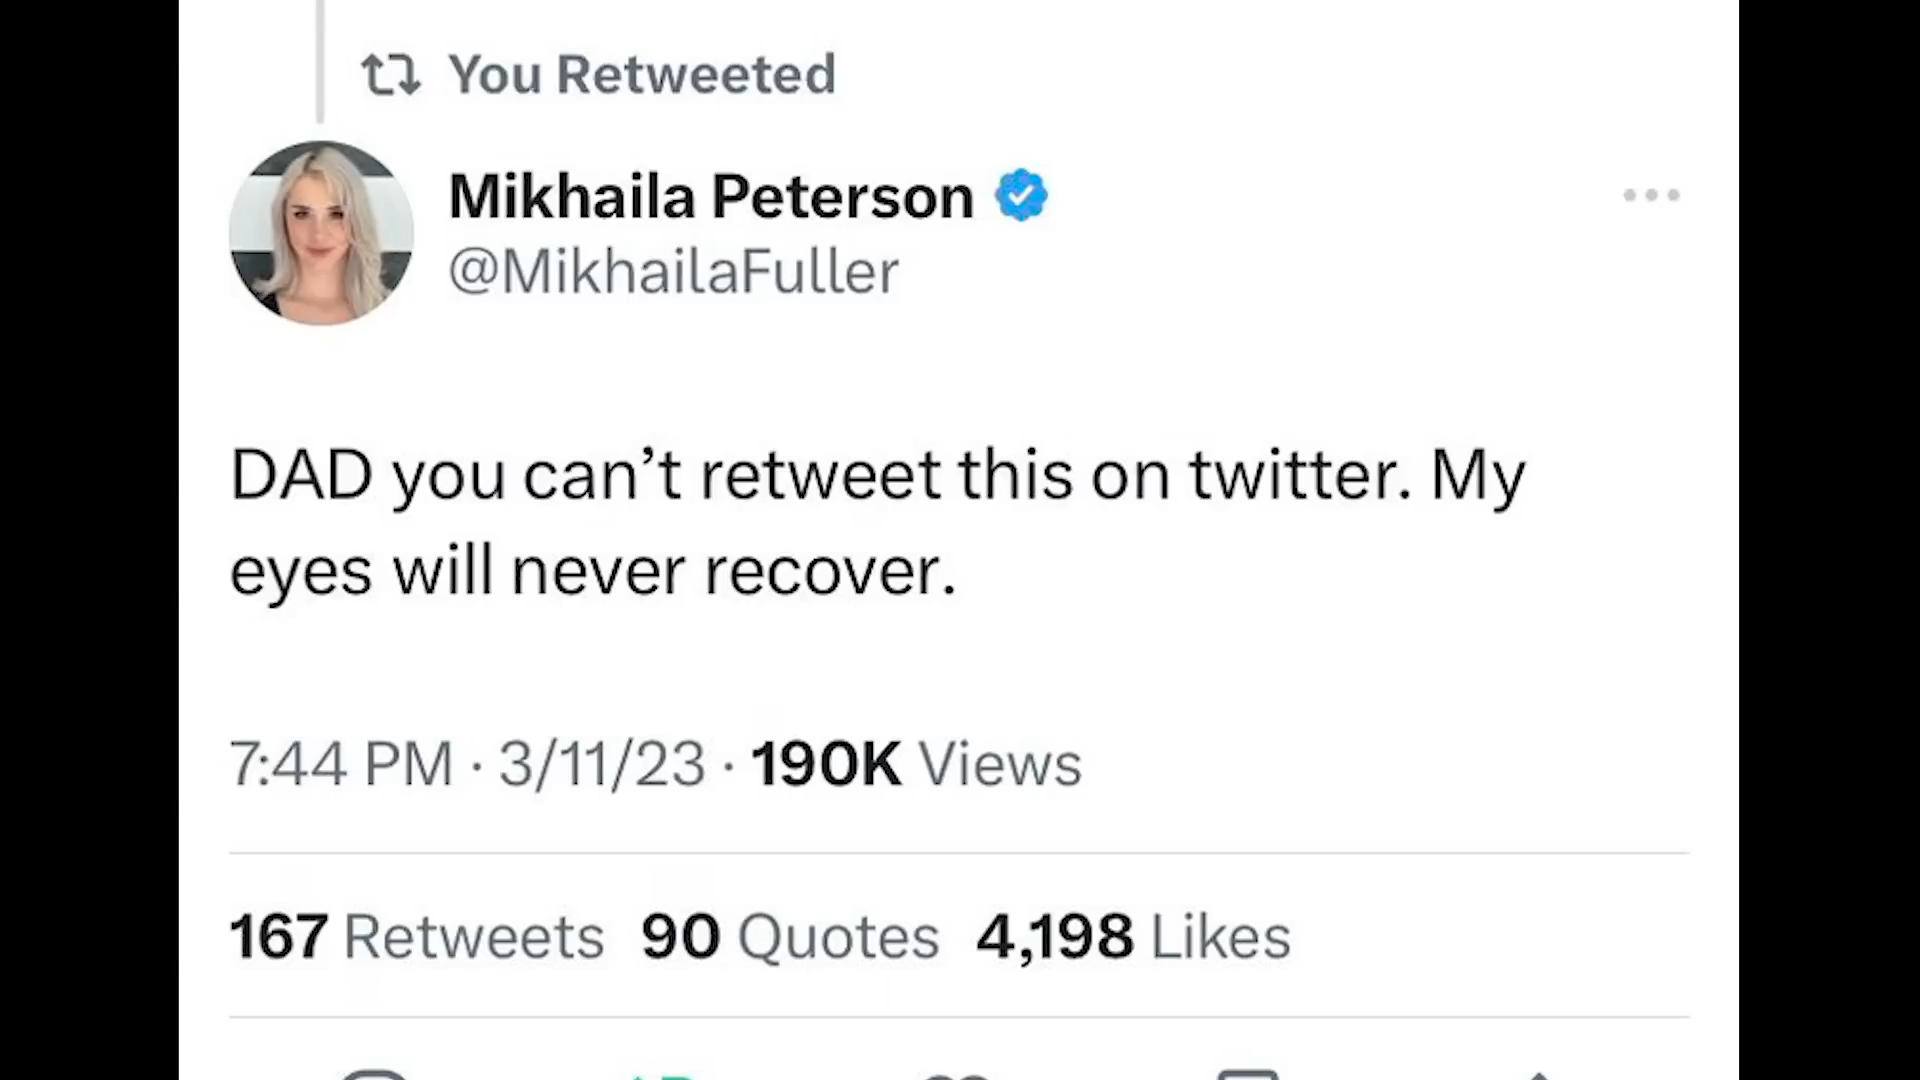 You Retweeted
Mikhaila Peterson
@MikhailaFuller
DAD you can’t retweet this on twitter. My
eyes will never recover.
7:44 PM · 3/11/23 · 190K Views
167 Retweets 90 Quotes 4,198 Likes